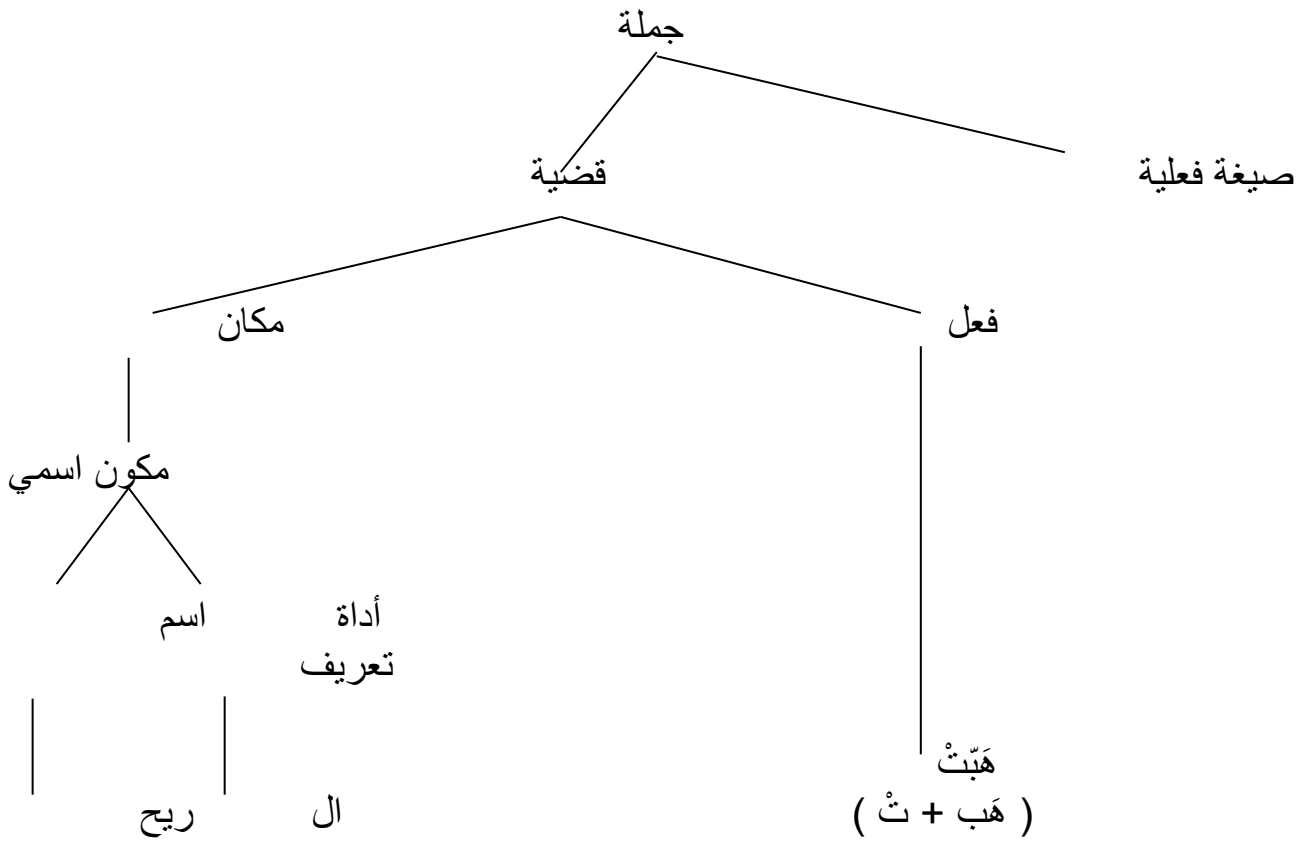 جملة
صيغة فعلية
قضية
فعل
مكان
مكون اسمي
أداة
تعريف
اسم
هَبّتْ
( هَب + تْ )
ال
ريح